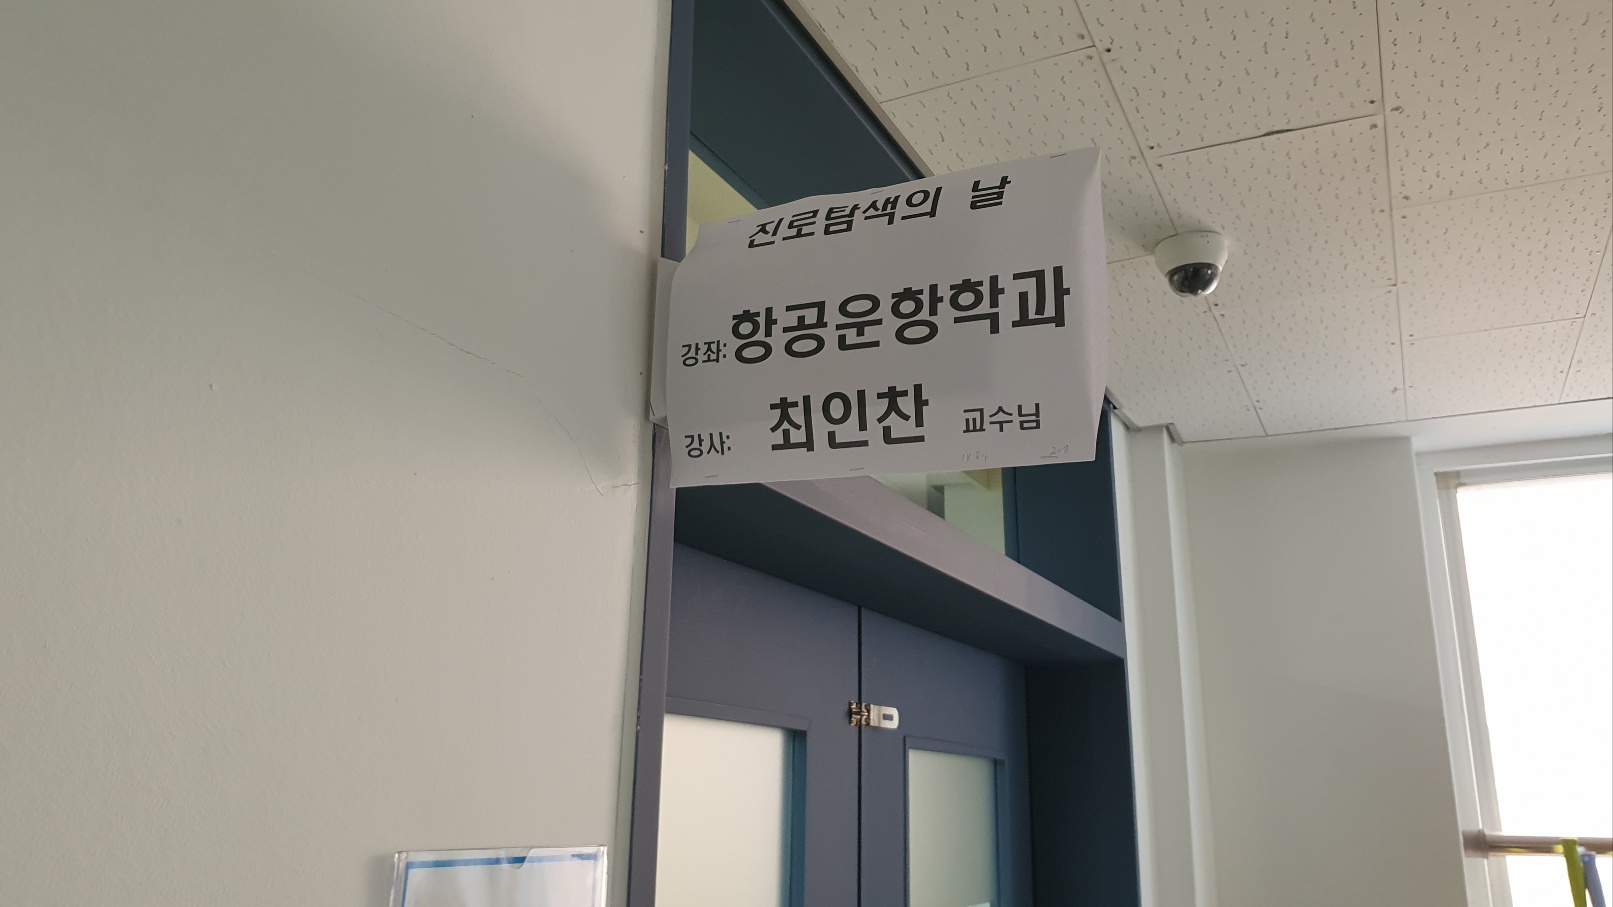 진로탐색의 날
강좌: 항공운항학과
강사: 최인찬 교수님